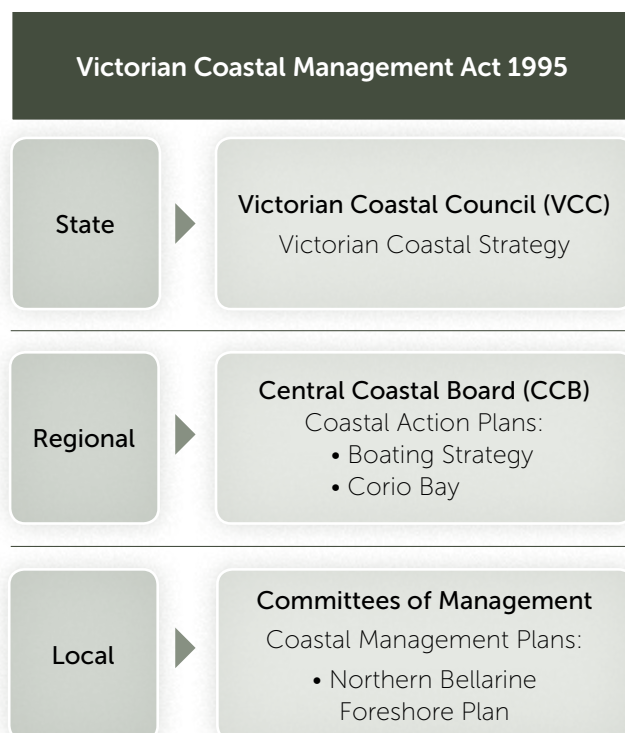 Victorian Coastal Management Act 1995
State
Victorian Coastal Council (VCC)
Victorian Coastal Strategy
Regional
Central Coastal Board (CCB)
Coastal Action Plans:
• Boating Strategy
• Corio Bay
Local
Committees of Management
Coastal Management Plans:
• Northern Bellarine
Foreshore Plan